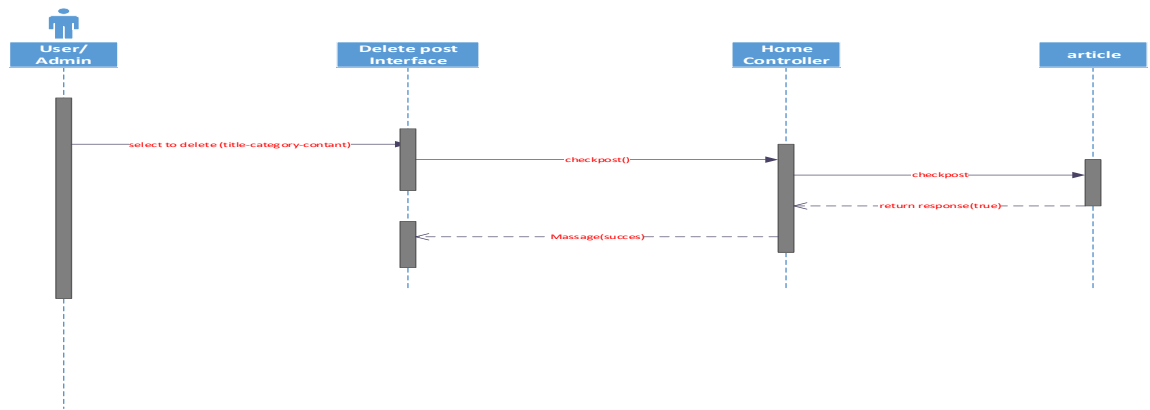 User/
Admin
Delete post
Interface
Home
Controller
article
select to delete (title-category-contant)
checkpost()
checkpost
return response(true)
Massage(succes)